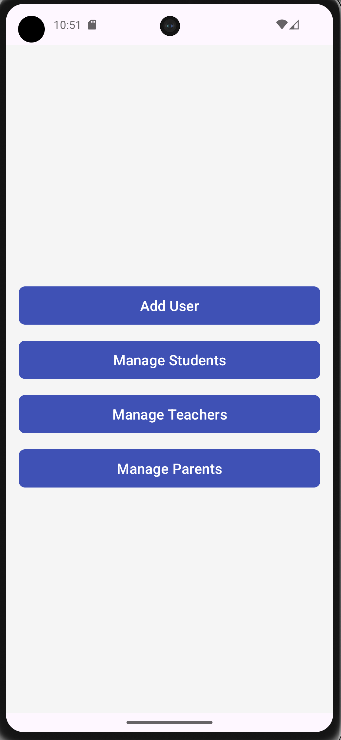 10:51
Add User
Manage Students
Manage Teachers
Manage Parents